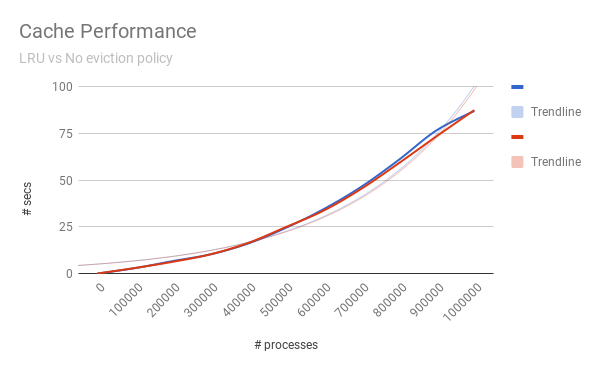 Cache Performance
LRU vs No eviction policy
100
75
50
25
0
# secs
0
100000
200000
300000
400000
500000
600000
700000
800000
900000
1000000
# processes
Trendline
Trendline